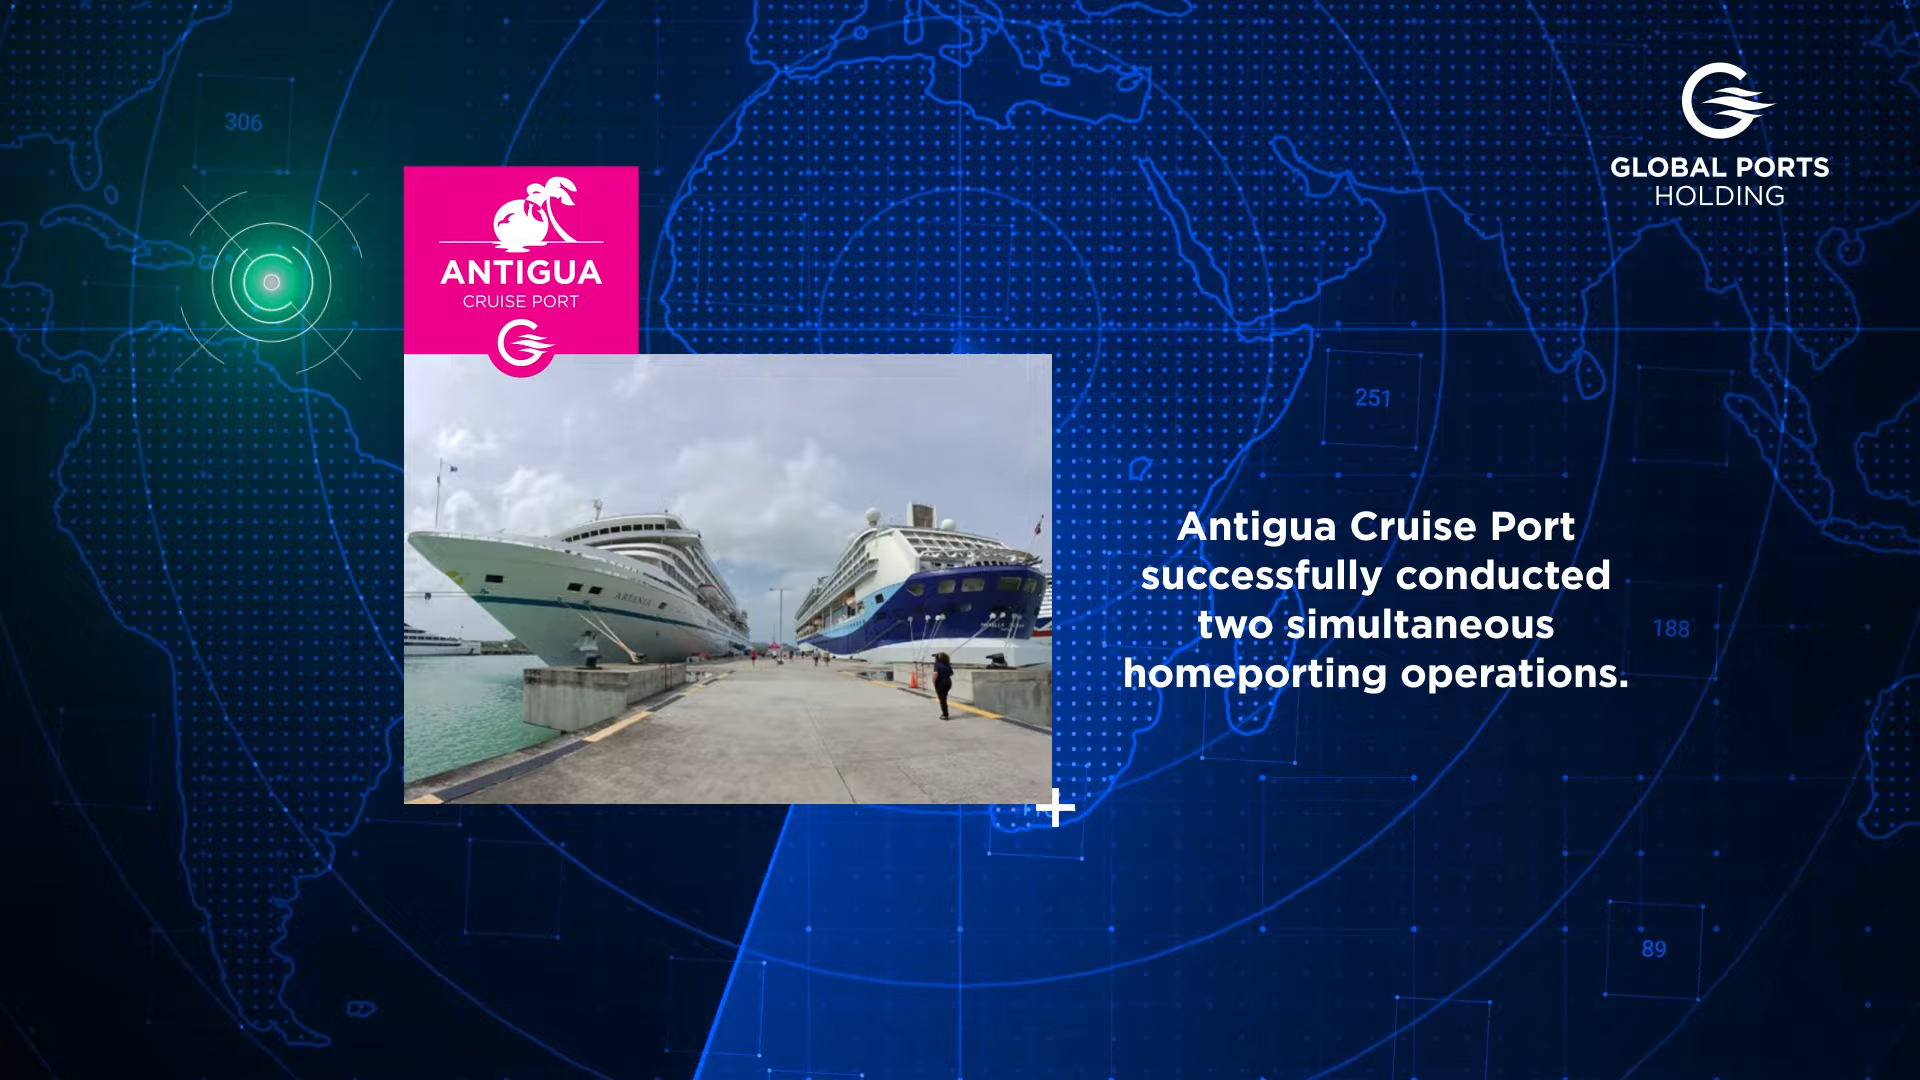 306
GLOBAL PORTS
HOLDING
ANTIGUA
CRUISE PORT
251
Antigua Cruise Port
successfully conducted
two simultaneous
homeporting operations.
ARTANIA
188
89